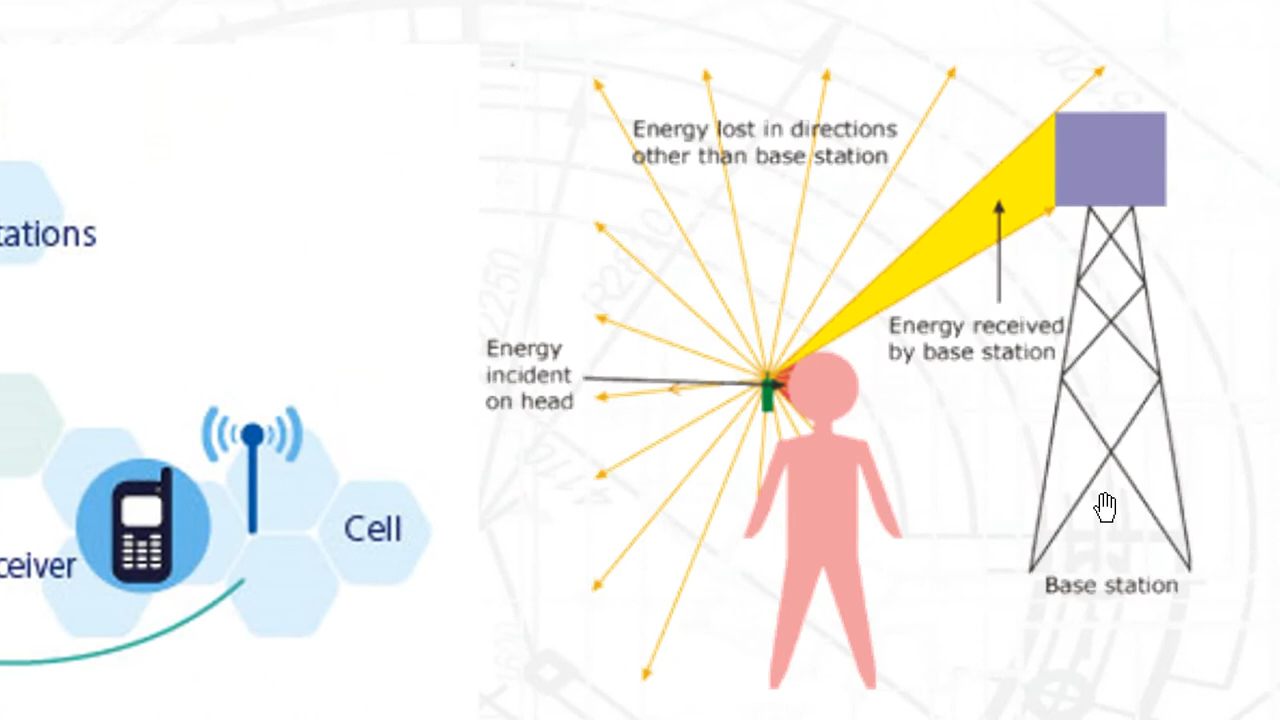 tations
ceiver
Cell
Energy lost in directions
other than base station
Energy received
by base station
Energy
incident
on head
Base station